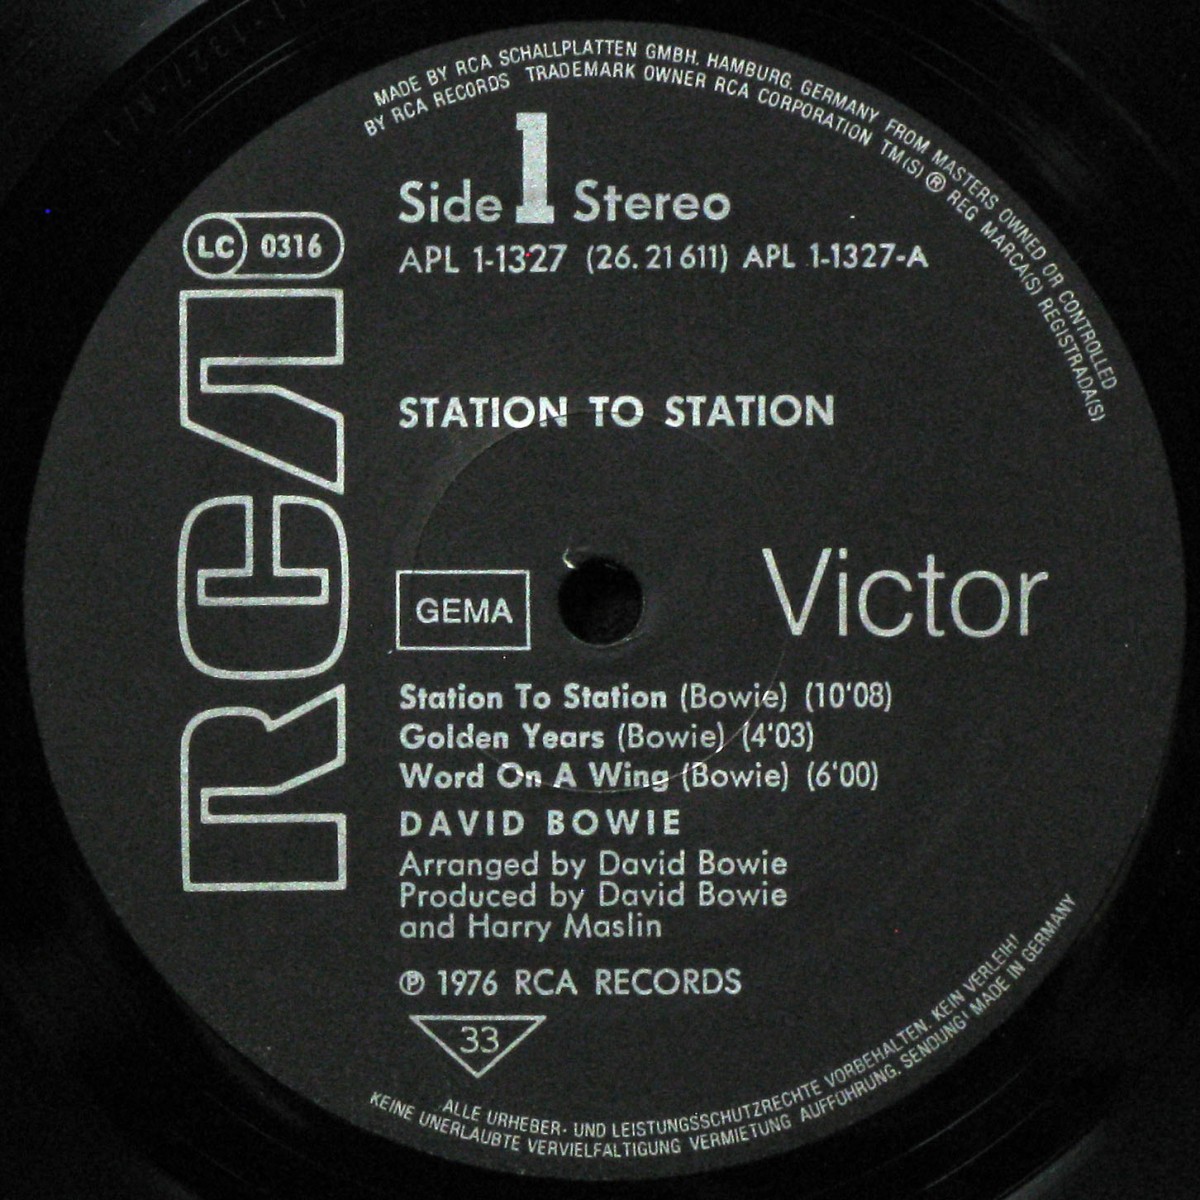 MADE BY RCA SCHALLPLATTEN GMBH. HAMBURG. GERMANY FROM MASTERS OWNED OR CONTROLLED
BY RCA RECORDS TRADEMARK OWNER RCA CORPORATION TM(S) ® REG MARCA(S) REGISTRADA(S)
Side 1 Stereo
LC 0316
APL 1-1327 (26.21611) APL 1-1327-A
RCA
STATION TO STATION
GEMA
Victor
Station To Station (Bowie) (10'08)
Golden Years (Bowie) (4'03)
Word On A Wing (Bowie) (6'00)
DAVID BOWIE
Arranged by David Bowie
Produced by David Bowie
and Harry Maslin
℗ 1976 RCA RECORDS
33
ALLE URHEBER- UND LEISTUNGSSCHUTZRECHTE VORBEHALTEN. KEIN VERLEIH!
KEINE UNERLAUBTE VERVIELFÄLTIGUNG VERMIETUNG AUFFÜHRUNG. SENDUNG! MADE IN GERMANY